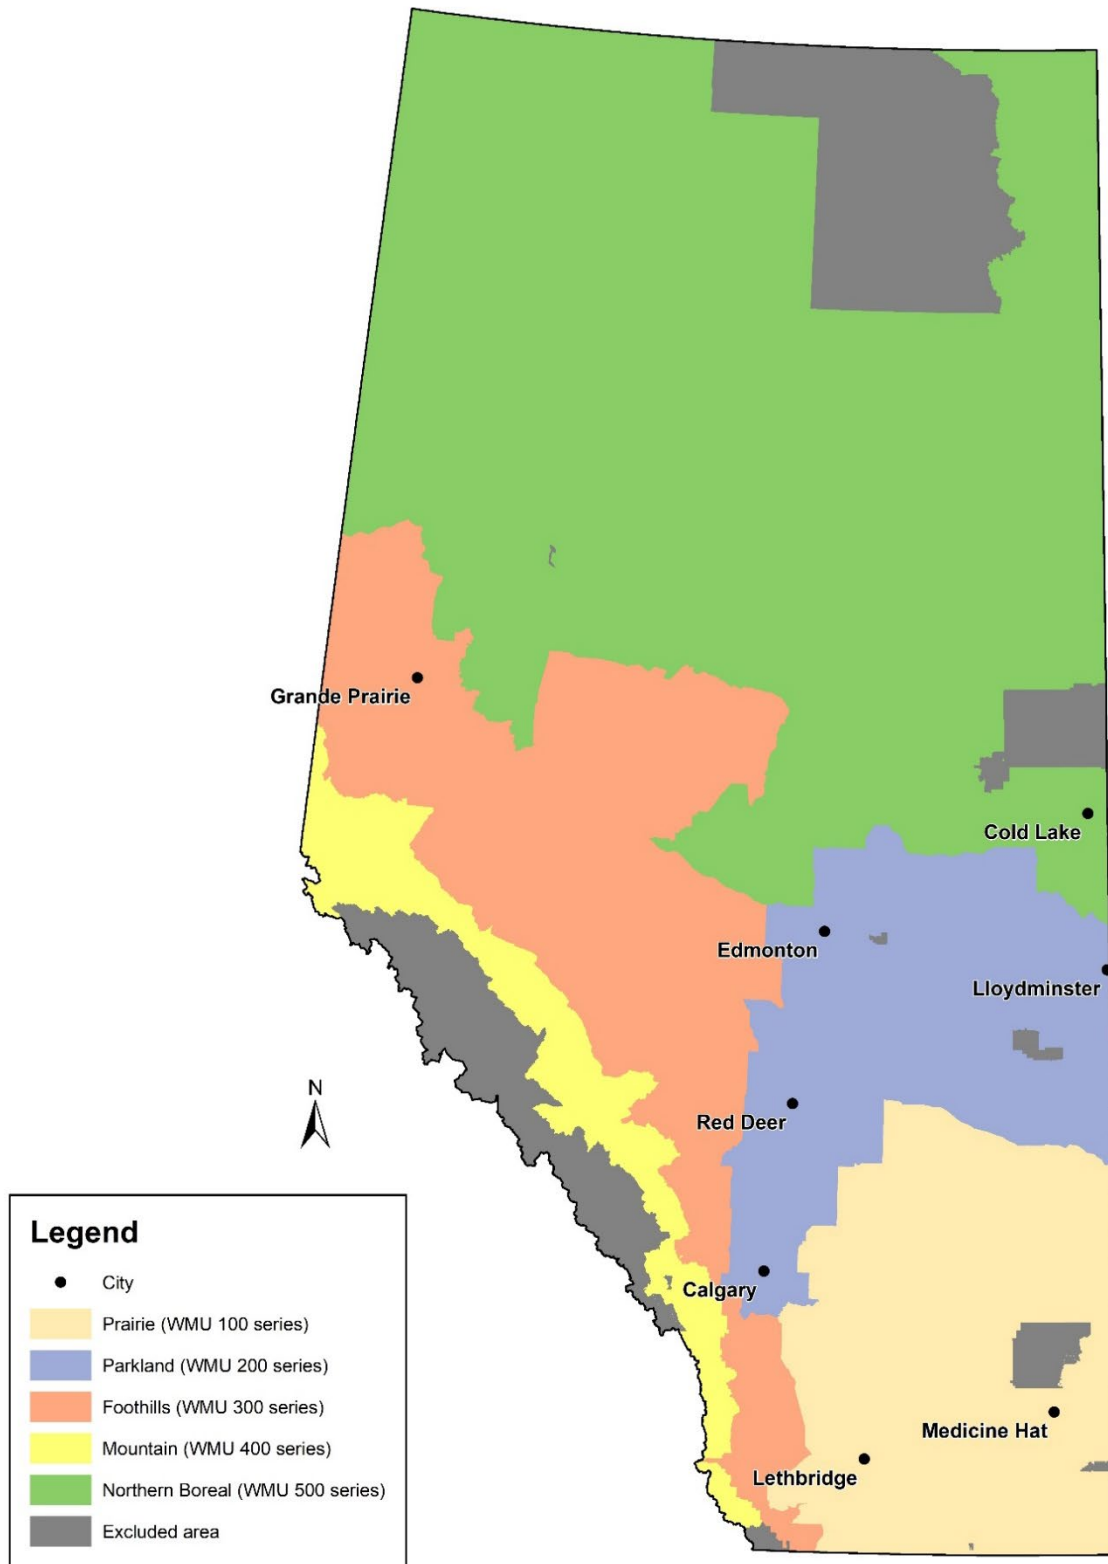 Grande Prairie
Cold Lake
Edmonton
Lloydminster
N
Red Deer
Calgary
Medicine Hat
Lethbridge
Legend
City
Prairie (WMU 100 series)
Parkland (WMU 200 series)
Foothills (WMU 300 series)
Mountain (WMU 400 series)
Northern Boreal (WMU 500 series)
Excluded area